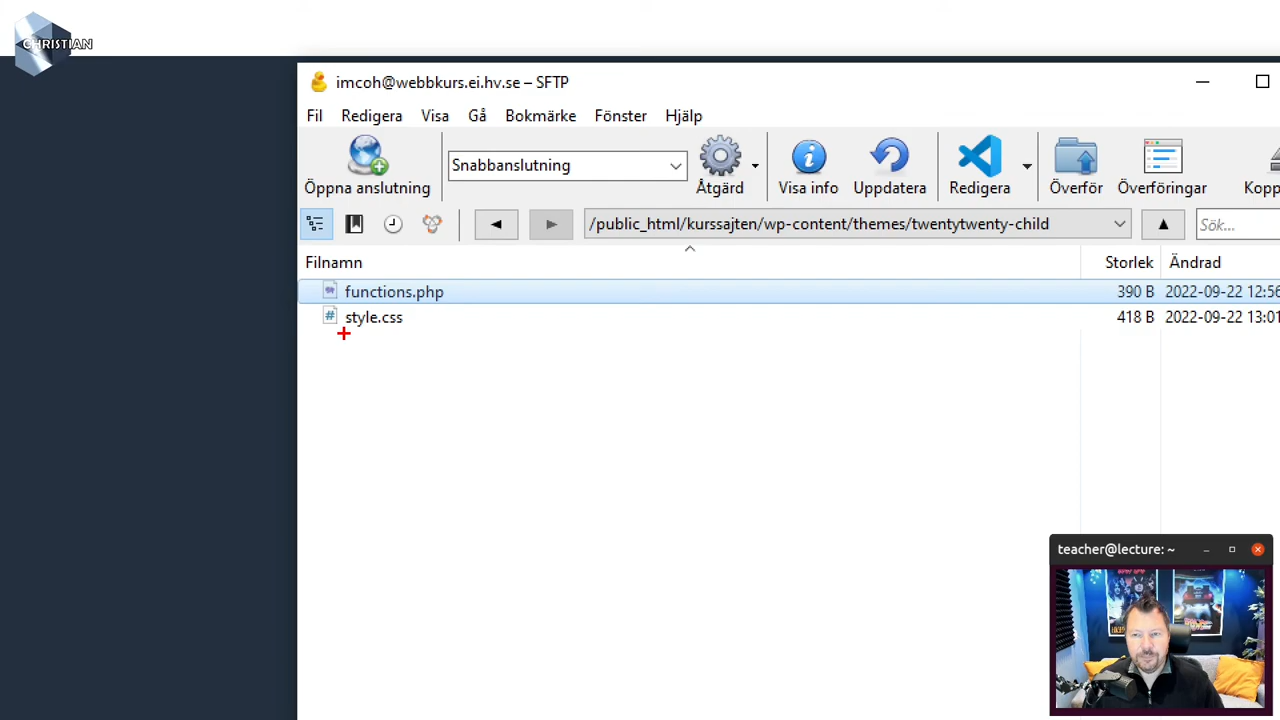 CHRISTIAN
imcoh@webbkurs.ei.hv.se – SFTP
Fil Redigera Visa Gå Bokmärke Fönster Hjälp
Öppna anslutning Snabbanslutning Åtgärd Visa info Uppdatera Redigera Överför Överföringar Kopp
/public_html/kurssajten/wp-content/themes/twentytwenty-child Sök...
Filnamn Storlek Ändrad
functions.php 390 B 2022-09-22 12:56
style.css 418 B 2022-09-22 13:01
teacher@lecture: ~